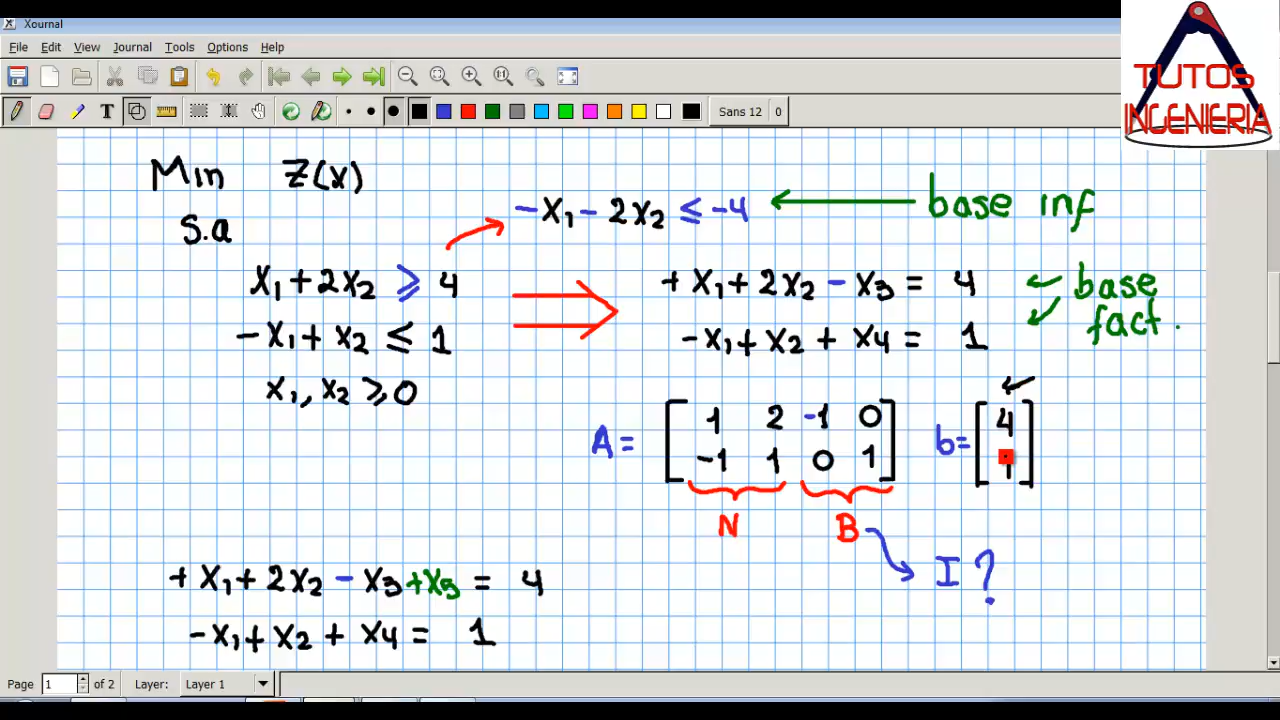 Xournal
File Edit View Journal Tools Options Help
TUTOS
INGENIERIA
Sans 12 0
Min Z(x)
S.a
-x₁ - 2x₂ ≤ -4 ← base inf
x₁ + 2x₂ ≥ 4
-x₁ + x₂ ≤ 1
x₁, x₂ ≥ 0
+x₁ + 2x₂ - x₃ = 4
-x₁ + x₂ + x₄ = 1
base
fact.
A = [1 2 -1 0
-1 1 0 1]
b = [4
1]
N B
I?
+x₁ + 2x₂ - x₃ + x₅ = 4
-x₁ + x₂ + x₄ = 1
Page 1 of 2 Layer: Layer 1